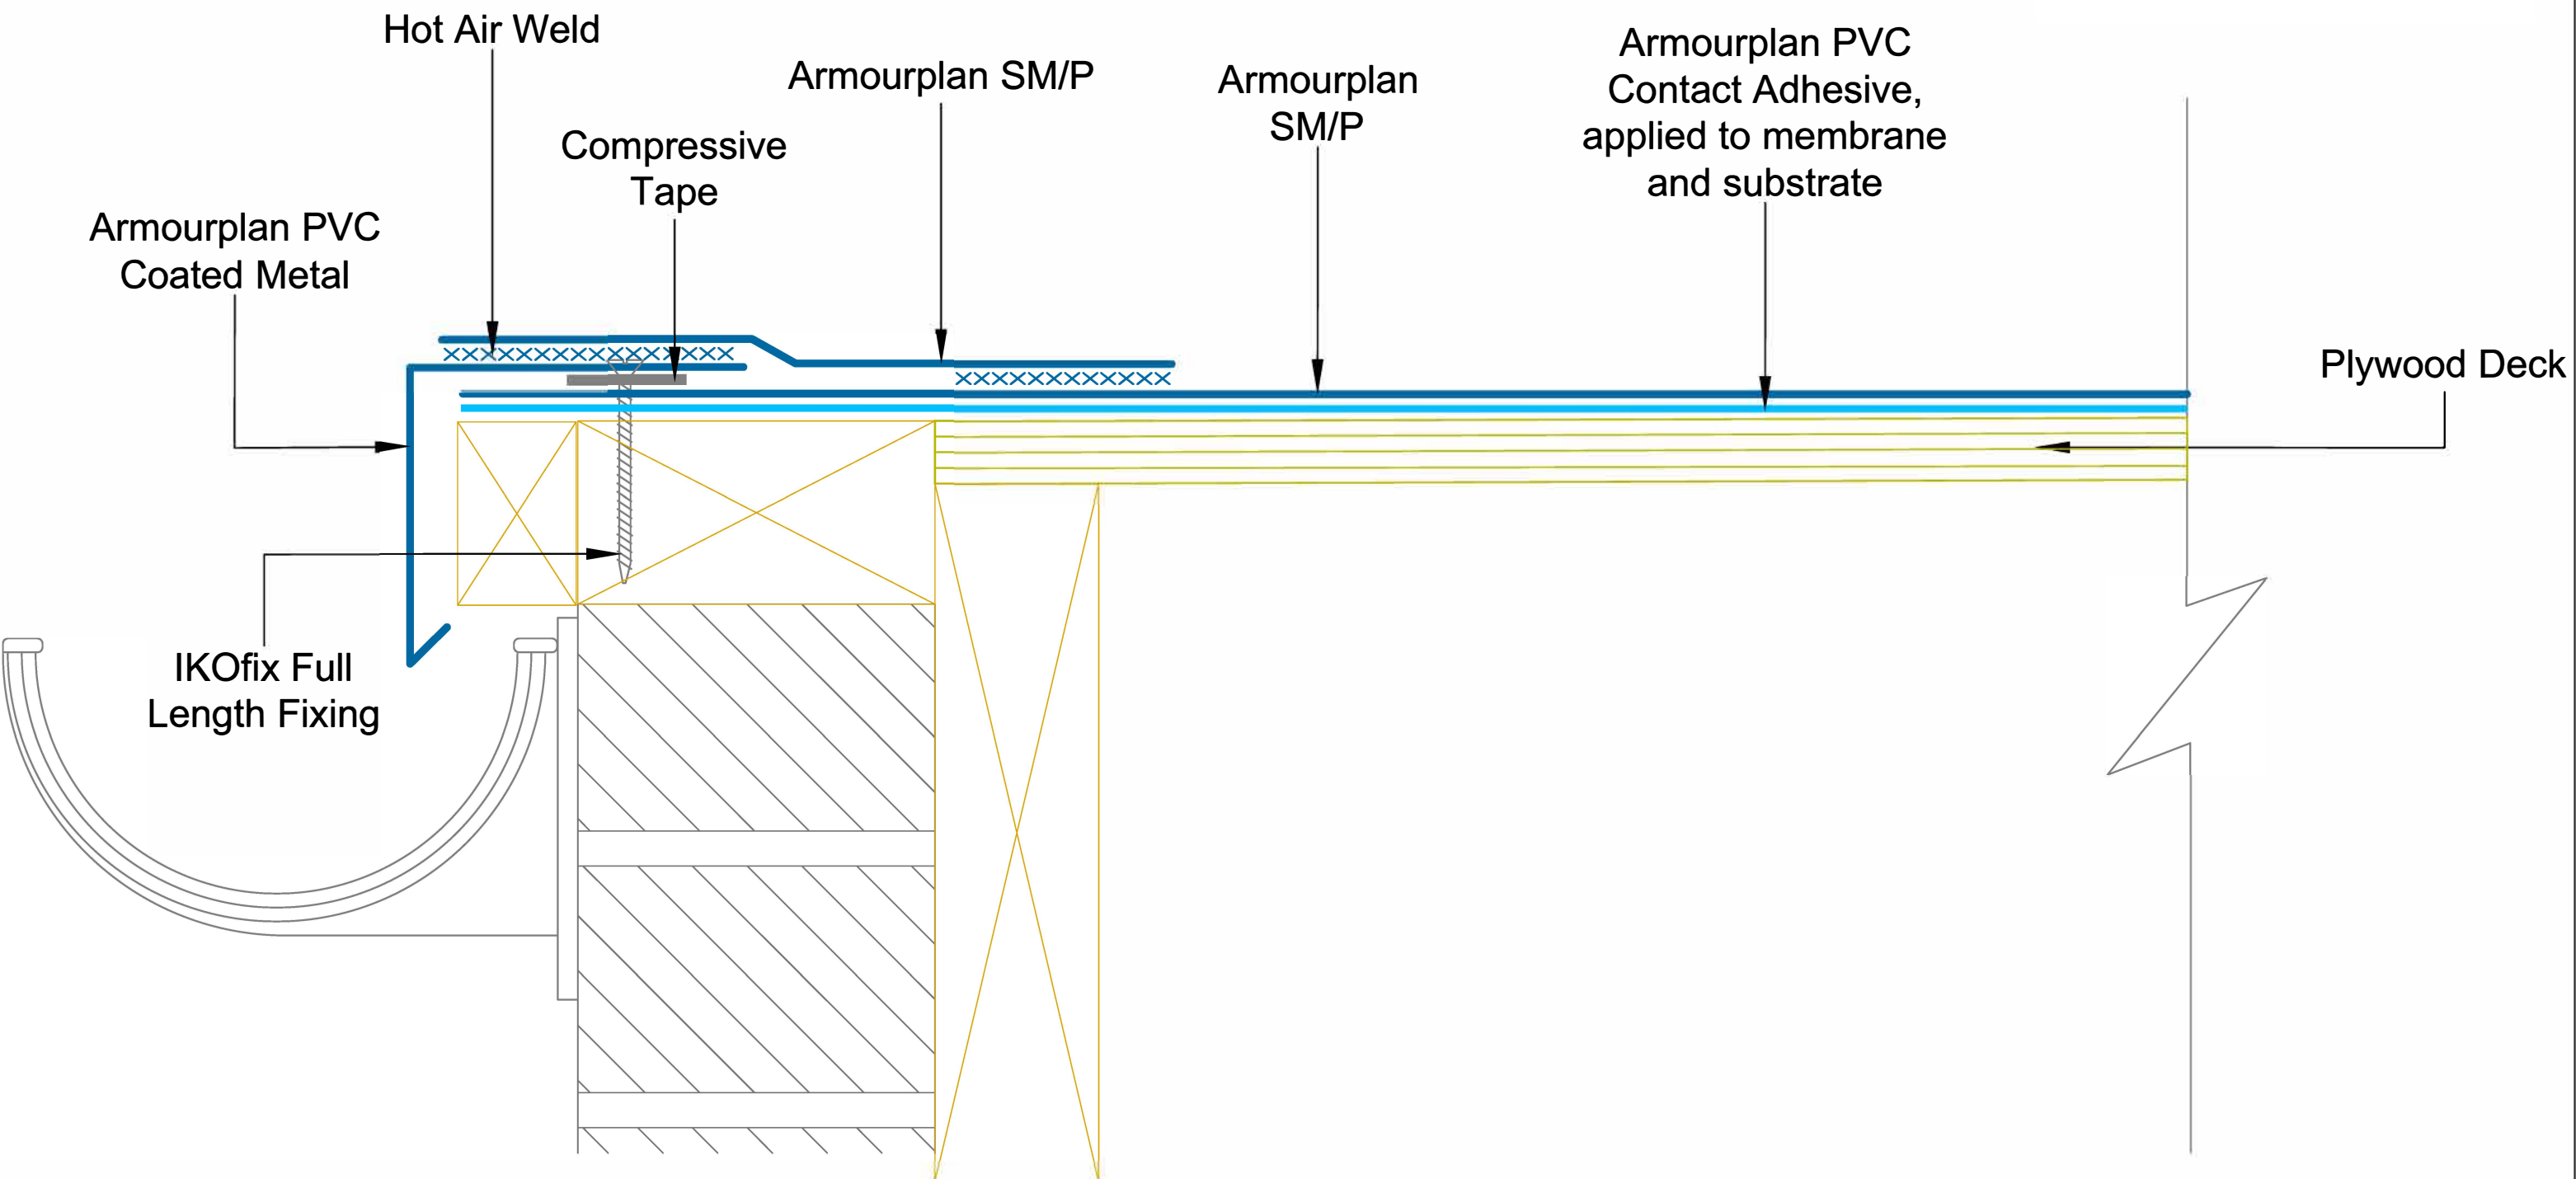 Hot Air Weld
Armourplan SM/P
Compressive
Tape
Armourplan
SM/P
Armourplan PVC
Contact Adhesive,
applied to membrane
and substrate
Armourplan PVC
Coated Metal
Plywood Deck
IKOfix Full
Length Fixing